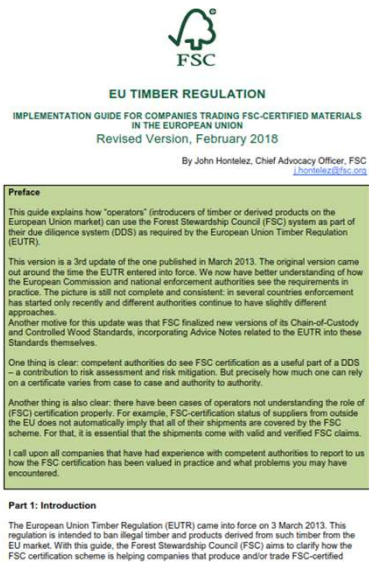 FSC
EU TIMBER REGULATION
IMPLEMENTATION GUIDE FOR COMPANIES TRADING FSC-CERTIFIED MATERIALS
IN THE EUROPEAN UNION
Revised Version, February 2018
By John Hontelez, Chief Advocacy Officer, FSC
j.hontelez@fsc.org
Preface
This guide explains how "operators" (introducers of timber or derived products on the
European Union market) can use the Forest Stewardship Council (FSC) system as part of
their due diligence system (DDS) as required by the European Union Timber Regulation
(EUTR).
This version is a 3rd update of the one published in March 2013. The original version came
out around the time the EUTR entered into force. We now have better understanding of how
the European Commission and national enforcement authorities see the requirements in
practice. The picture is still not complete and consistent: in several countries enforcement
has started only recently and different authorities continue to have slightly different
approaches.
Another motive for this update was that FSC finalized new versions of its Chain-of-Custody
and Controlled Wood Standards, incorporating Advice Notes related to the EUTR into these
Standards themselves.
One thing is clear: competent authorities do see FSC certification as a useful part of a DDS
– a contribution to risk assessment and risk mitigation. But precisely how much one can rely
on a certificate varies from case to case and authority to authority.
Another thing is also clear: there have been cases of operators not understanding the role of
(FSC) certification properly. For example, FSC-certification status of suppliers from outside
the EU does not automatically imply that all of their shipments are covered by the FSC
scheme. For that, it is essential that the shipments come with valid and verified FSC claims.
I call upon all companies that have had experience with competent authorities to report to us
how the FSC certification has been valued in practice and what problems you may have
encountered.
Part 1: Introduction
The European Union Timber Regulation (EUTR) came into force on 3 March 2013. This
regulation is intended to ban illegal timber and products derived from such timber from the
EU market. With this guide, the Forest Stewardship Council (FSC) aims to clarify how the
FSC certification scheme is helping companies that produce and/or trade FSC-certified